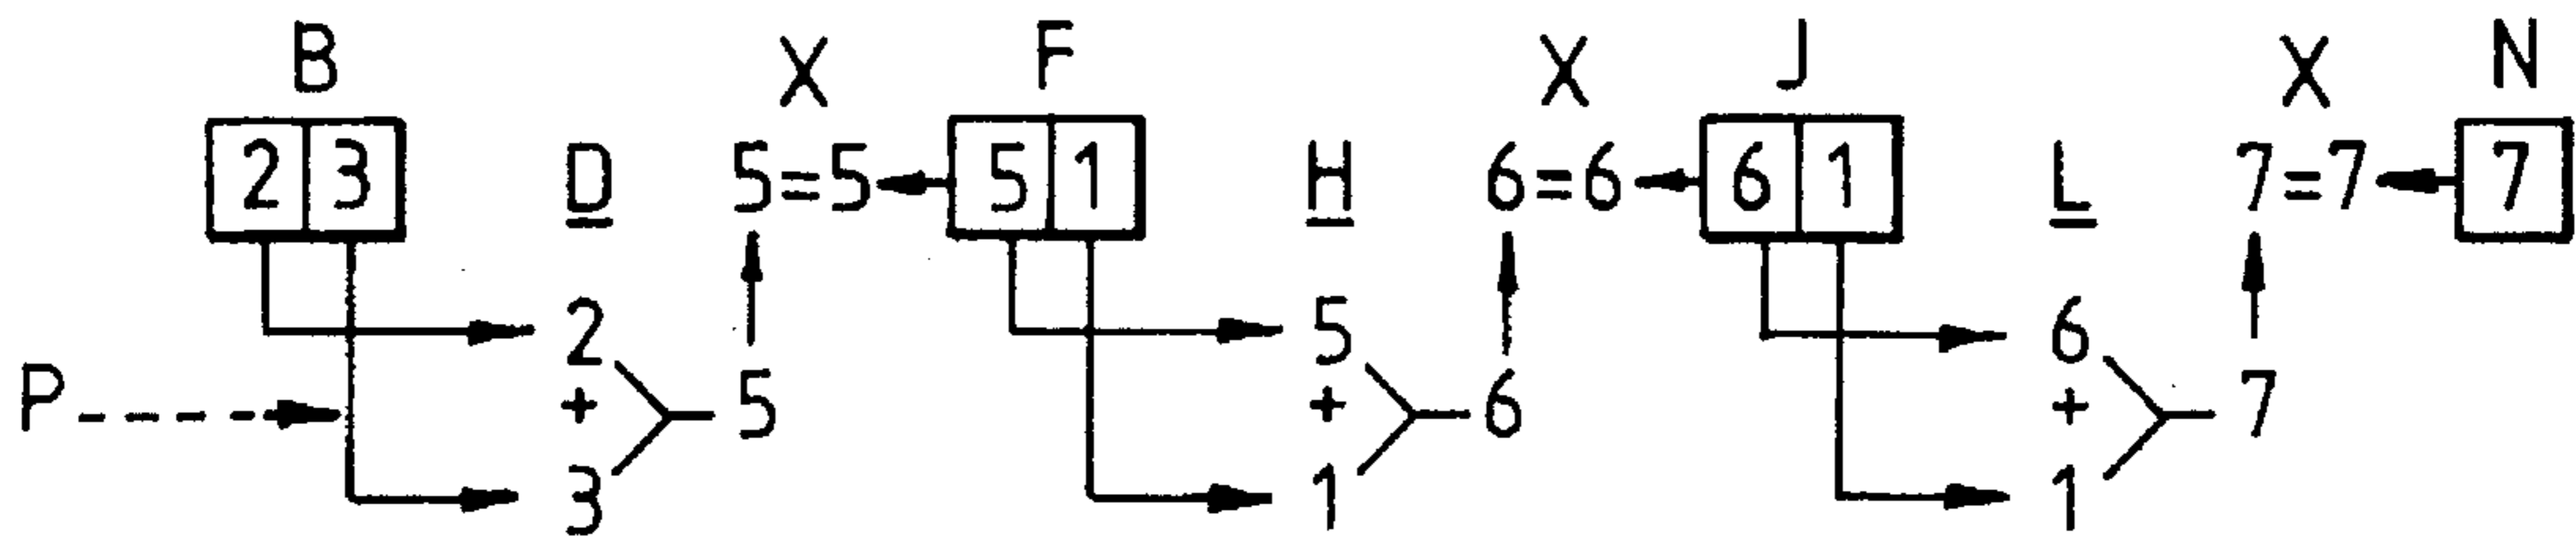 B X F X J X N
2 3 D 5=5 5 1 H 6=6 6 1 L 7=7 7
2 5 6
P + 5 + 6 + 7
3 1 1